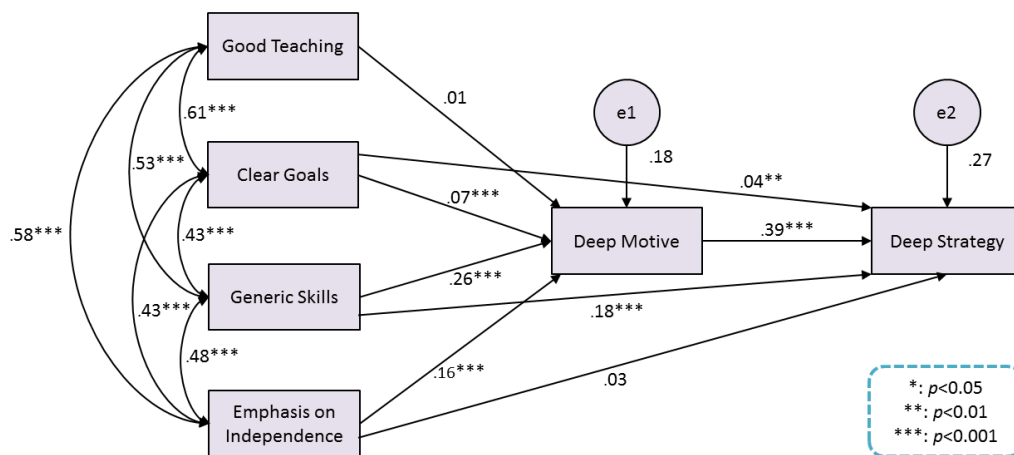 Good Teaching
.01
e1
e2
.61***
.18
.27
.53***
Clear Goals
.04**
.07***
.58***
.43***
Deep Motive
.39***
Deep Strategy
.26***
Generic Skills
.43***
.18***
.48***
.16***
.03
Emphasis on
Independence
*: p<0.05
**: p<0.01
***: p<0.001